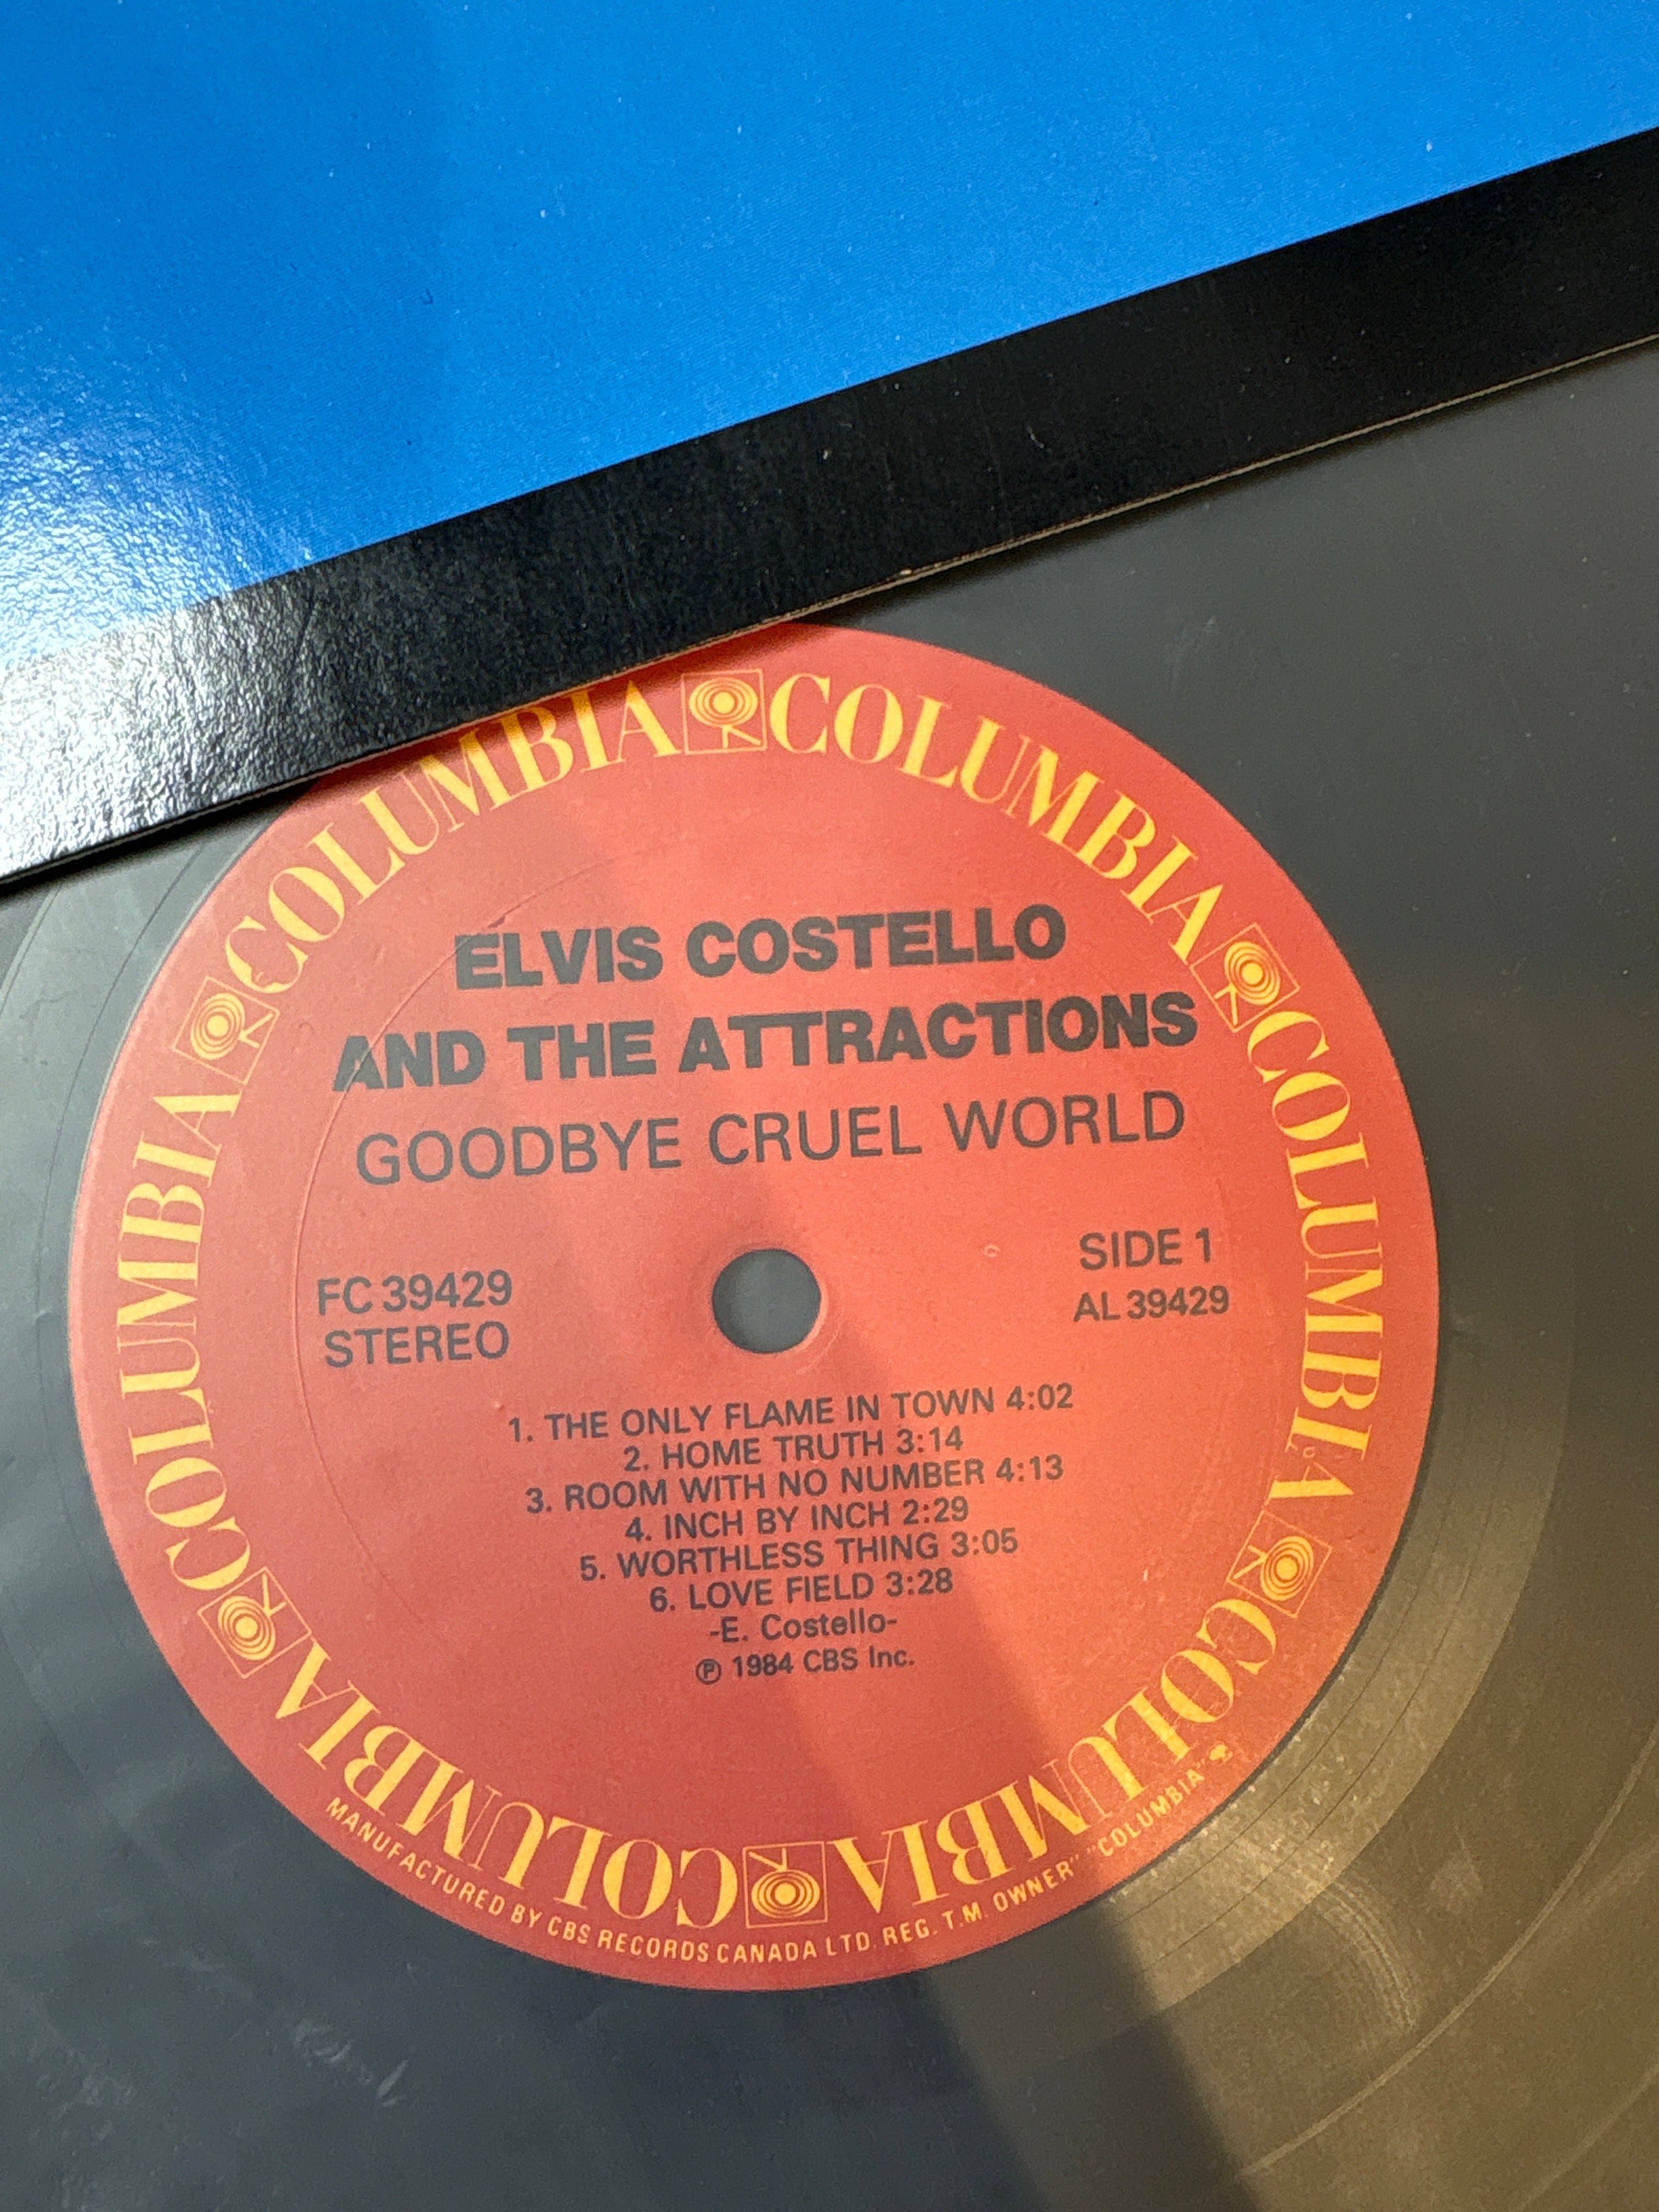 COLUMBIA COLUMBIA COLUMBIA COLUMBIA COLUMBIA COLUMBIA
ELVIS COSTELLO
AND THE ATTRACTIONS
GOODBYE CRUEL WORLD
FC 39429
STEREO
SIDE 1
AL 39429
1. THE ONLY FLAME IN TOWN 4:02
2. HOME TRUTH 3:14
3. ROOM WITH NO NUMBER 4:13
4. INCH BY INCH 2:29
5. WORTHLESS THING 3:05
6. LOVE FIELD 3:28
-E. Costello-
℗ 1984 CBS Inc.
MANUFACTURED BY CBS RECORDS CANADA LTD. REG. T.M. OWNER" "COLUMBIA"